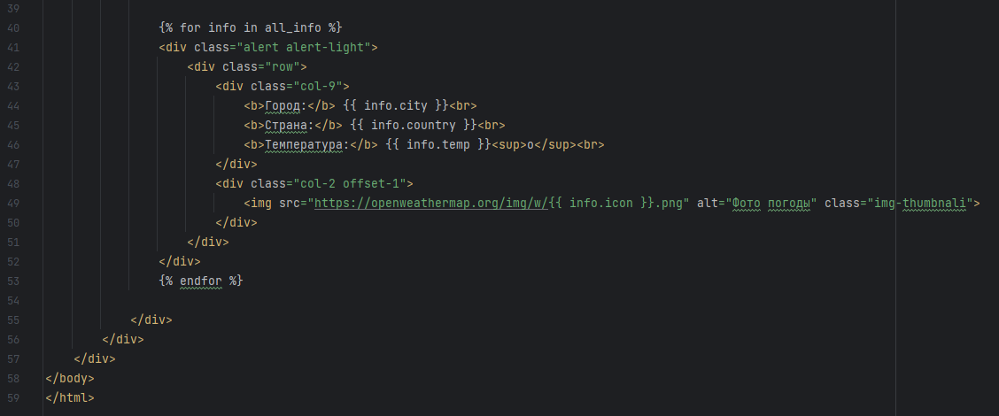 39
40 {% for info in all_info %}
41 <div class="alert alert-light">
42 <div class="row">
43 <div class="col-9">
44 <b>Город:</b> {{ info.city }}<br>
45 <b>Страна:</b> {{ info.country }}<br>
46 <b>Температура:</b> {{ info.temp }}<sup>o</sup><br>
47 </div>
48 <div class="col-2 offset-1">
49 <img src="https://openweathermap.org/img/w/{{ info.icon }}.png" alt="Фото погоды" class="img-thumbnali">
50 </div>
51 </div>
52 </div>
53 {% endfor %}
54
55 </div>
56 </div>
57 </div>
58 </body>
59 </html>